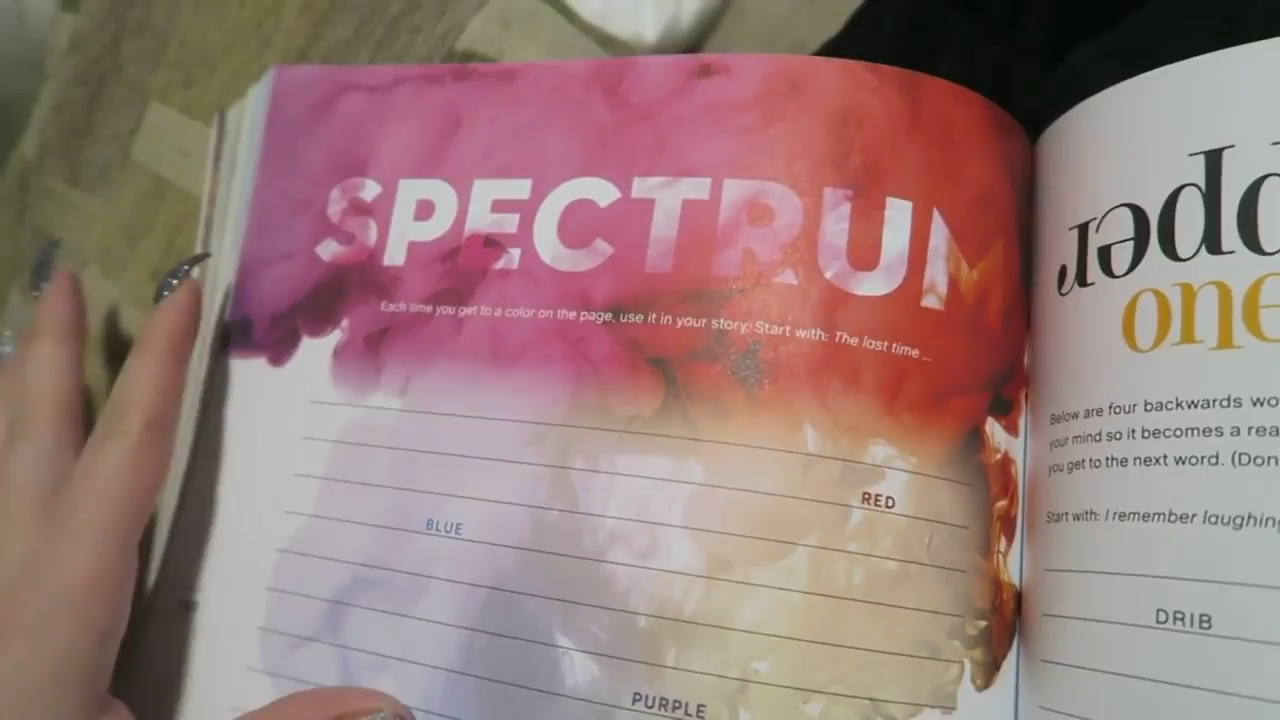 SPECTRUM
Each time you get to a color on the page, use it in your story. Start with: The last time ...
RED
BLUE
PURPLE
one
Below are four backwards
your mind so it becomes a
you get to the next word. (Don
Start with: I remember laughing
DRIB